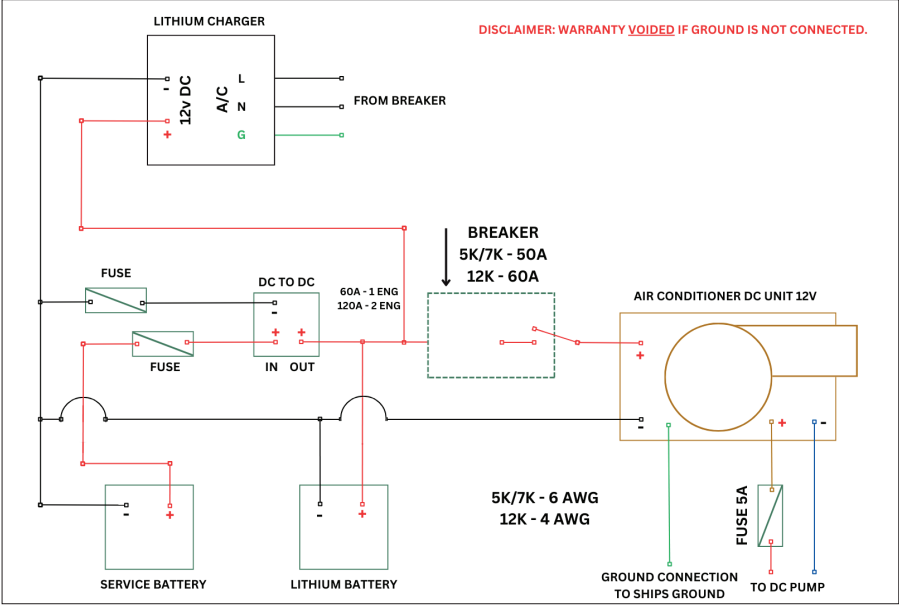 LITHIUM CHARGER
DISCLAIMER: WARRANTY VOIDED IF GROUND IS NOT CONNECTED.
-
+
12v DC
A/C
L
N
G
FROM BREAKER
BREAKER
5K/7K - 50A
12K - 60A
FUSE
DC TO DC
60A - 1 ENG
120A - 2 ENG
-
+ +
IN OUT
FUSE
AIR CONDITIONER DC UNIT 12V
+
-
+ -
5K/7K - 6 AWG
12K - 4 AWG
FUSE 5A
- +
- +
SERVICE BATTERY
LITHIUM BATTERY
GROUND CONNECTION
TO SHIPS GROUND
TO DC PUMP